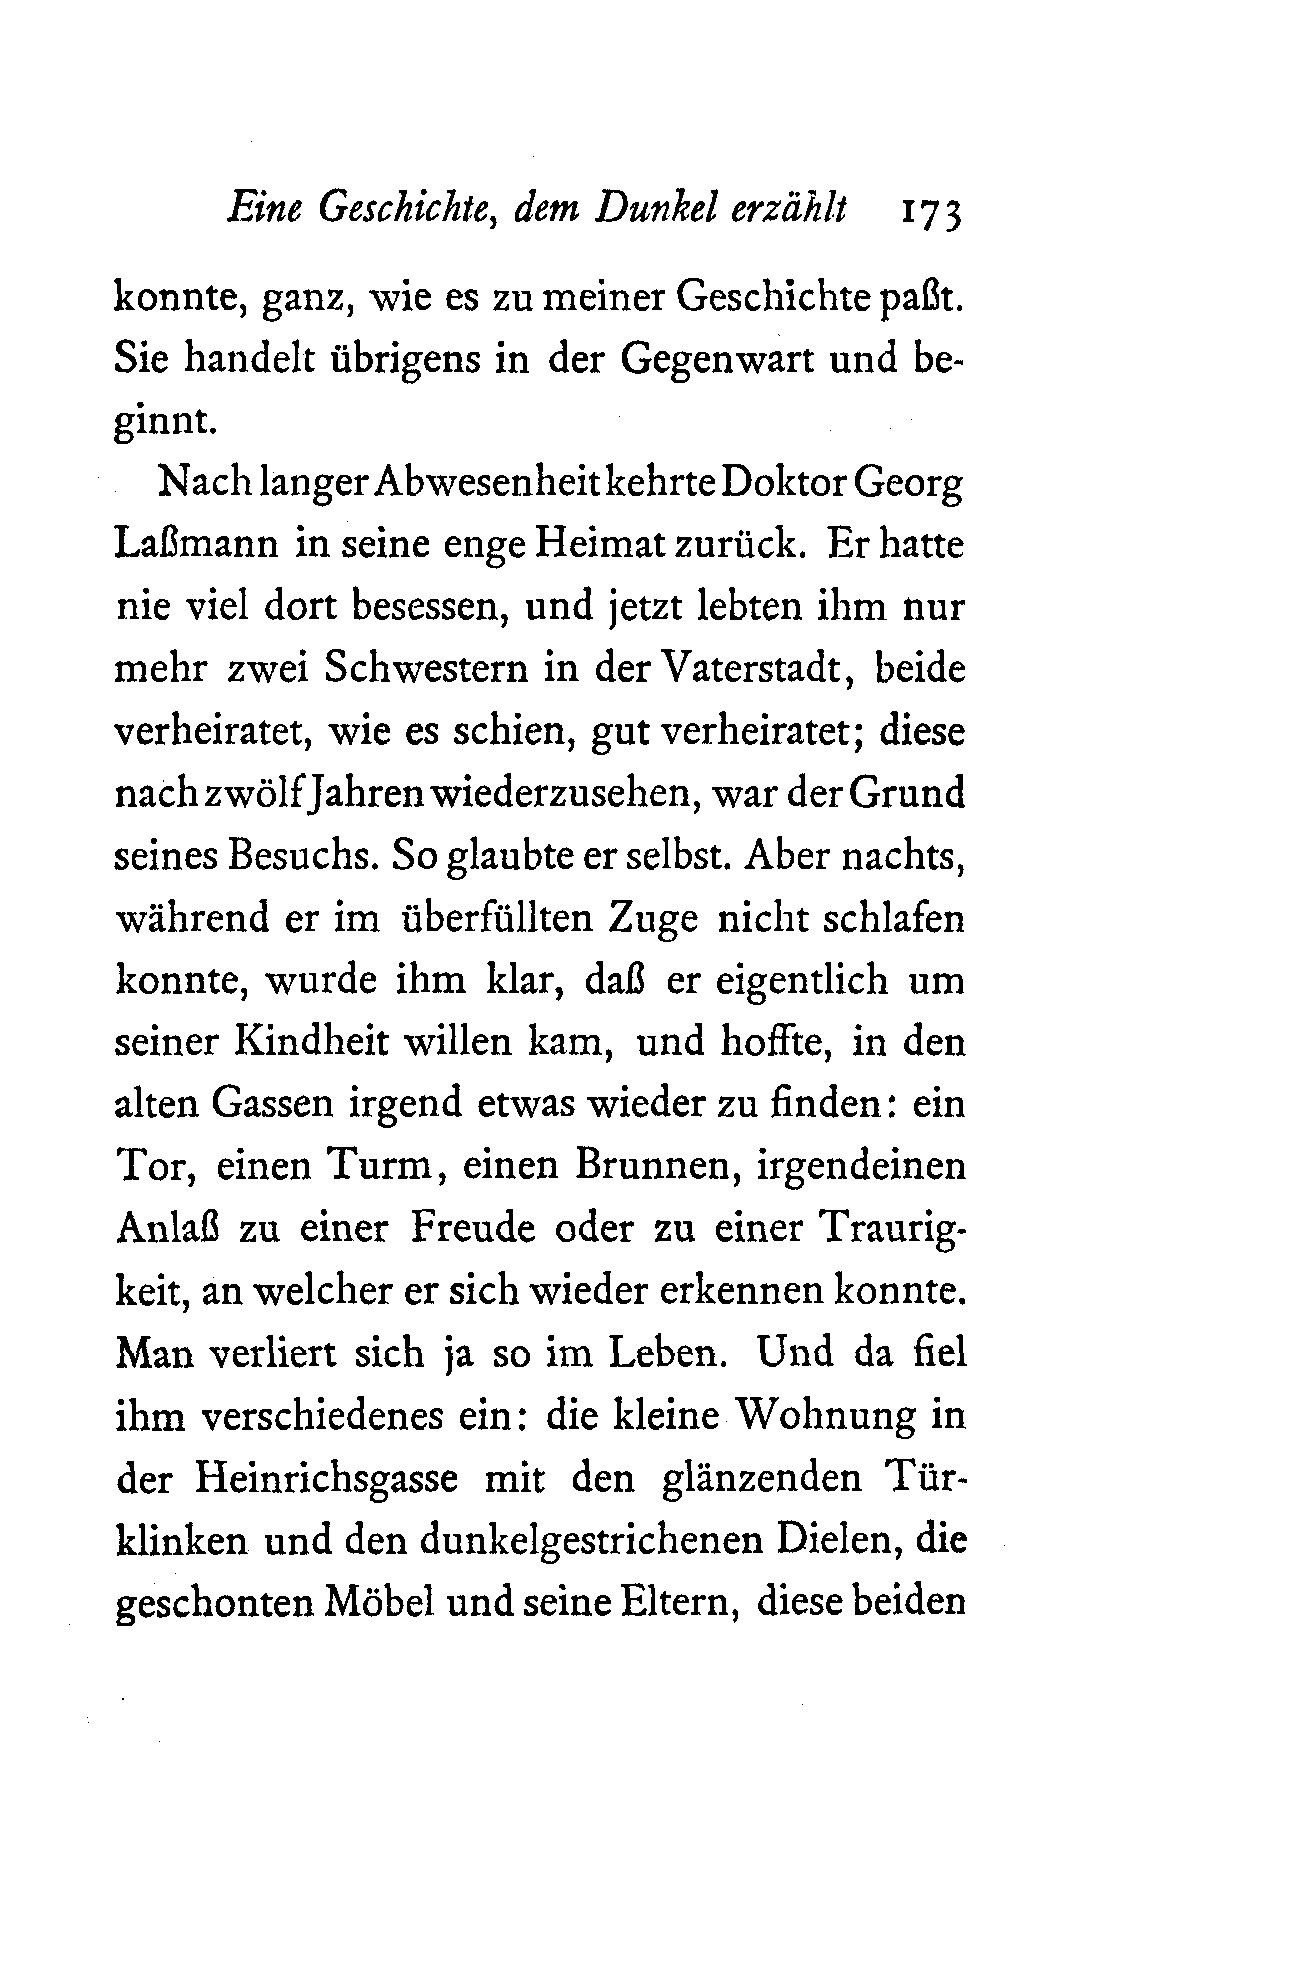 Eine Geschichte, dem Dunkel erzählt 173
konnte, ganz, wie es zu meiner Geschichte paßt.
Sie handelt übrigens in der Gegenwart und be-
ginnt.
Nach langer Abwesenheit kehrte Doktor Georg
Laßmann in seine enge Heimat zurück. Er hatte
nie viel dort besessen, und jetzt lebten ihm nur
mehr zwei Schwestern in der Vaterstadt, beide
verheiratet, wie es schien, gut verheiratet; diese
nach zwölf Jahren wiederzusehen, war der Grund
seines Besuchs. So glaubte er selbst. Aber nachts,
während er im überfüllten Zuge nicht schlafen
konnte, wurde ihm klar, daß er eigentlich um
seiner Kindheit willen kam, und hoffte, in den
alten Gassen irgend etwas wieder zu finden: ein
Tor, einen Turm, einen Brunnen, irgendeinen
Anlaß zu einer Freude oder zu einer Traurig-
keit, an welcher er sich wieder erkennen konnte.
Man verliert sich ja so im Leben. Und da fiel
ihm verschiedenes ein: die kleine Wohnung in
der Heinrichsgasse mit den glänzenden Tür-
klinken und den dunkelgestrichenen Dielen, die
geschonten Möbel und seine Eltern, diese beiden